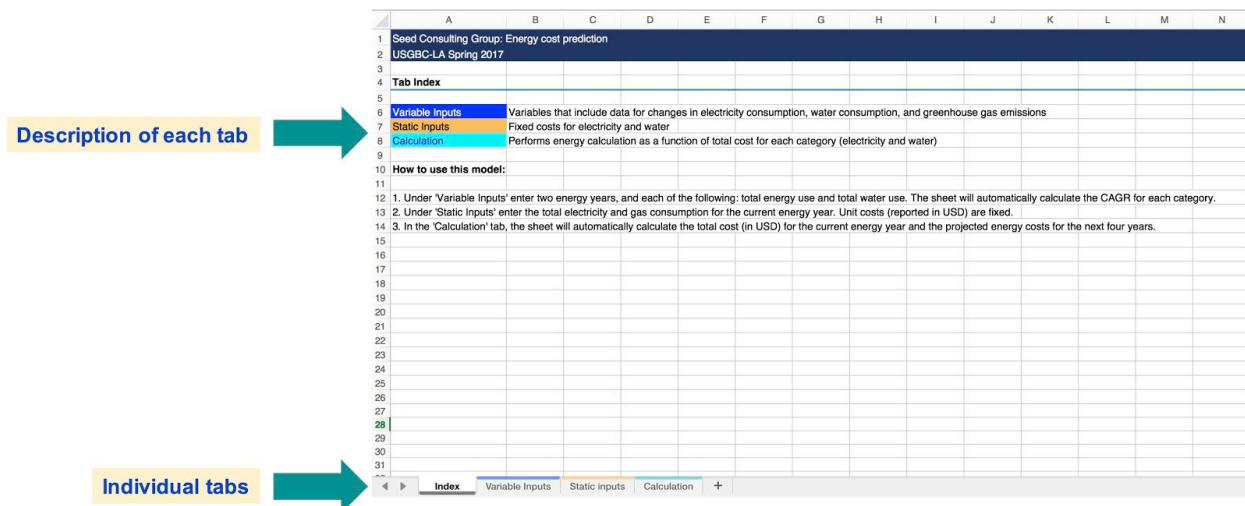 A B C D E F G H I J K L M N
1 Seed Consulting Group: Energy cost prediction
2 USGBC-LA Spring 2017
3
4 Tab Index
5
6 Variable Inputs Variables that include data for changes in electricity consumption, water consumption, and greenhouse gas emissions
Description of each tab
7 Static Inputs Fixed costs for electricity and water
8 Calculation Performs energy calculation as a function of total cost for each category (electricity and water)
9
10 How to use this model:
11
12 1. Under 'Variable Inputs' enter two energy years, and each of the following: total energy use and total water use. The sheet will automatically calculate the CAGR for each category.
13 2. Under 'Static Inputs' enter the total electricity and gas consumption for the current energy year. Unit costs (reported in USD) are fixed.
14 3. In the 'Calculation' tab, the sheet will automatically calculate the total cost (in USD) for the current energy year and the projected energy costs for the next four years.
15
16
17
18
19
20
21
22
23
24
25
26
27
28
29
30
31
Individual tabs
Index Variable Inputs Static inputs Calculation +